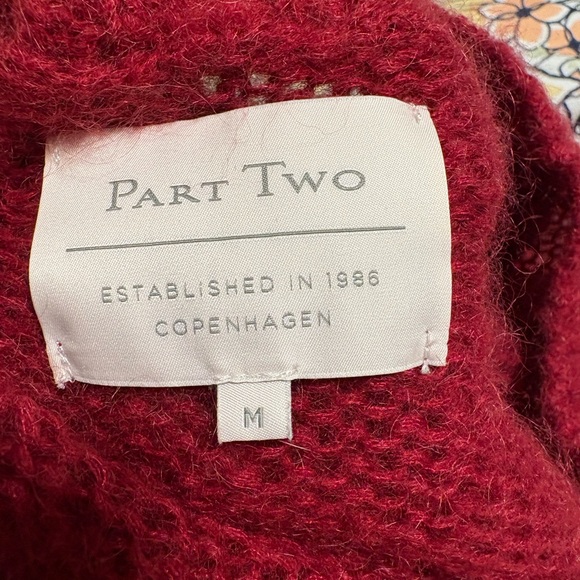 PART TWO
ESTABLISHED IN 1986
COPENHAGEN
M